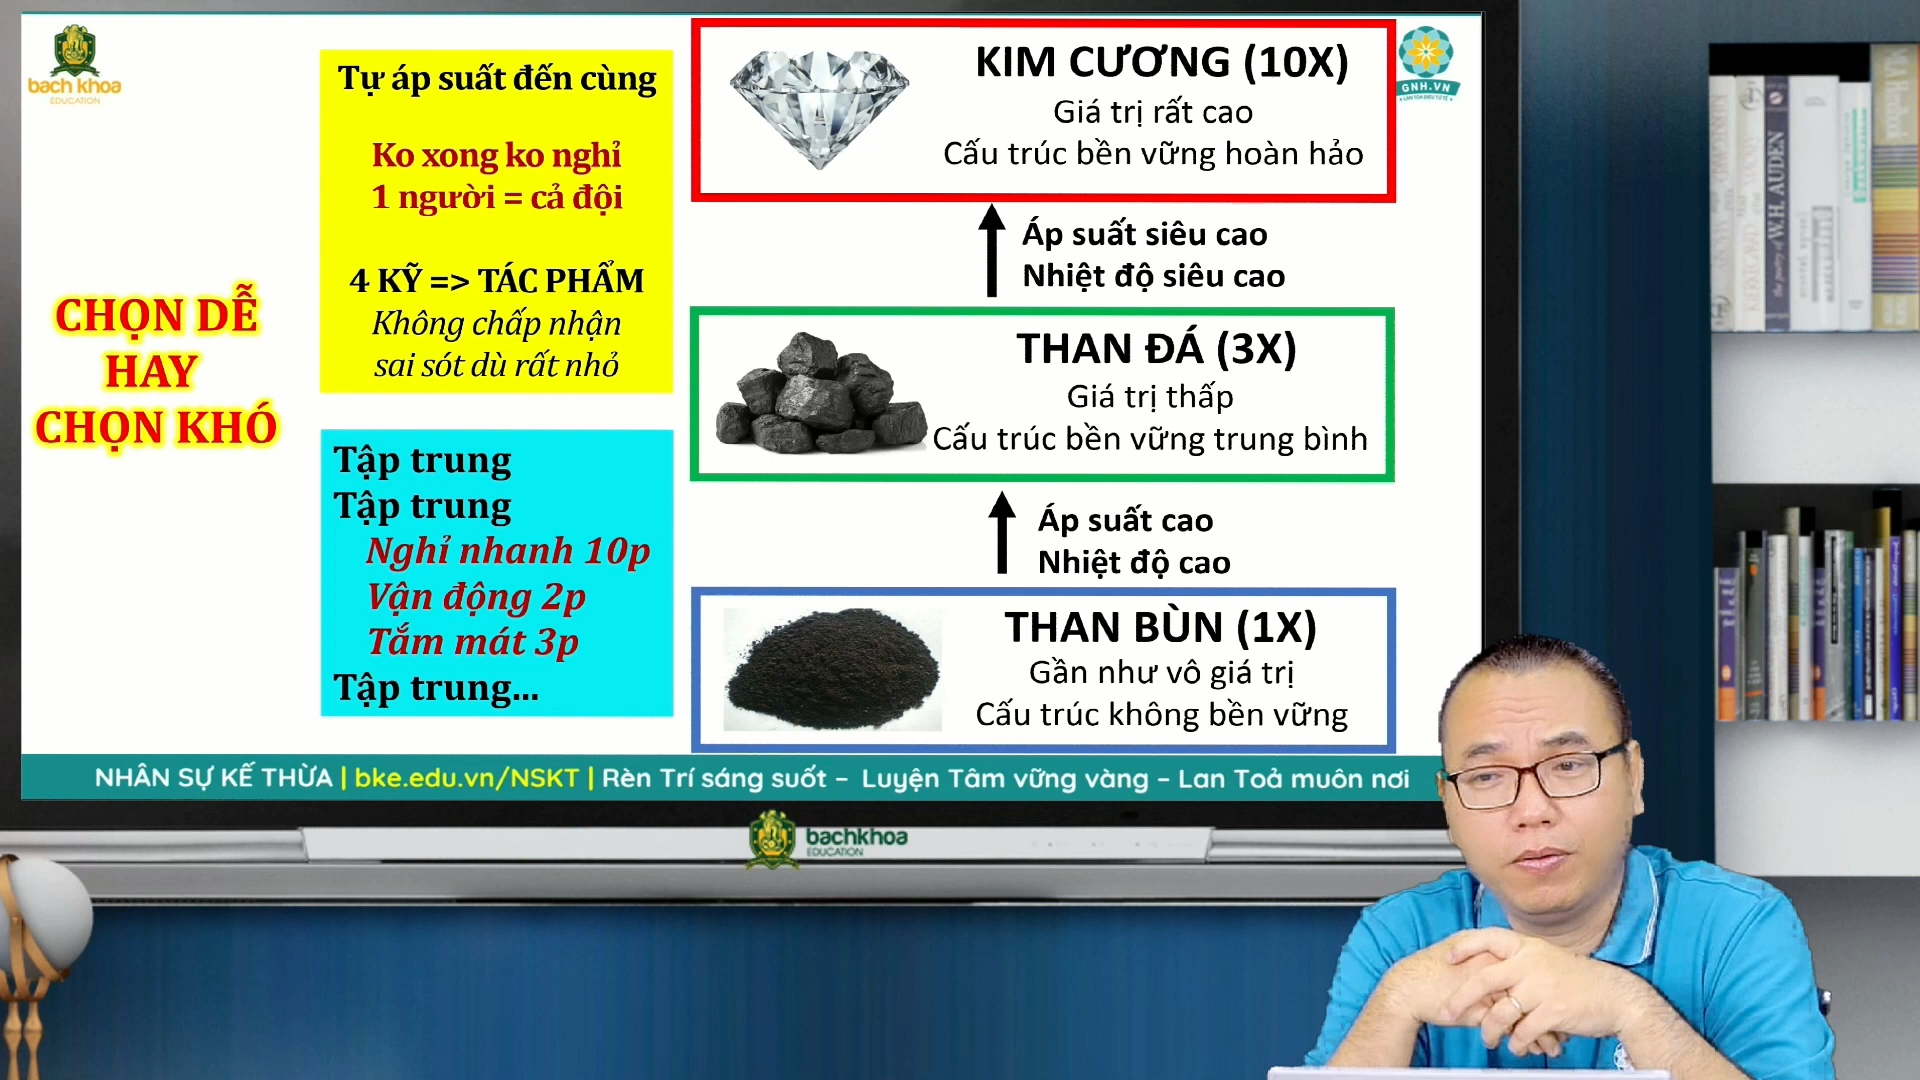 bach khoa
EDUCATION
CHỌN DỄ
HAY
CHỌN KHÓ
Tự áp suất đến cùng
Ko xong ko nghỉ
1 người = cả đội
4 KỸ => TÁC PHẨM
Không chấp nhận
sai sót dù rất nhỏ
Tập trung
Tập trung
Nghỉ nhanh 10p
Vận động 2p
Tắm mát 3p
Tập trung...
KIM CƯƠNG (10X)
Giá trị rất cao
Cấu trúc bền vững hoàn hảo
Áp suất siêu cao
Nhiệt độ siêu cao
THAN ĐÁ (3X)
Giá trị thấp
Cấu trúc bền vững trung bình
Áp suất cao
Nhiệt độ cao
THAN BÙN (1X)
Gần như vô giá trị
Cấu trúc không bền vững
GNH.VN
NHÂN SỰ KẾ THỪA | bke.edu.vn/NSKT | Rèn Trí sáng suốt – Luyện Tâm vững vàng – Lan Toả muôn nơi
bachkhoa
EDUCATION
W. H. AUDEN